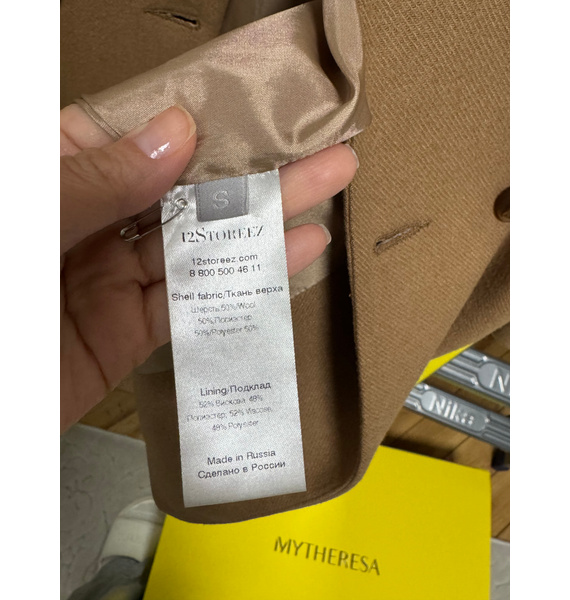 S
12STOREEZ
12storeez.com
8 800 500 46 11
Shell fabric/Ткань верха
Шерсть 50%/Wool
50% Полиэстер
50%/Polyester 50%
Lining/Подклад
52% Вискоза, 48%
Полиэстер, 52% Viscose,
48% Polyester
Made in Russia
Сделано в России
Nika
MYTHERESA